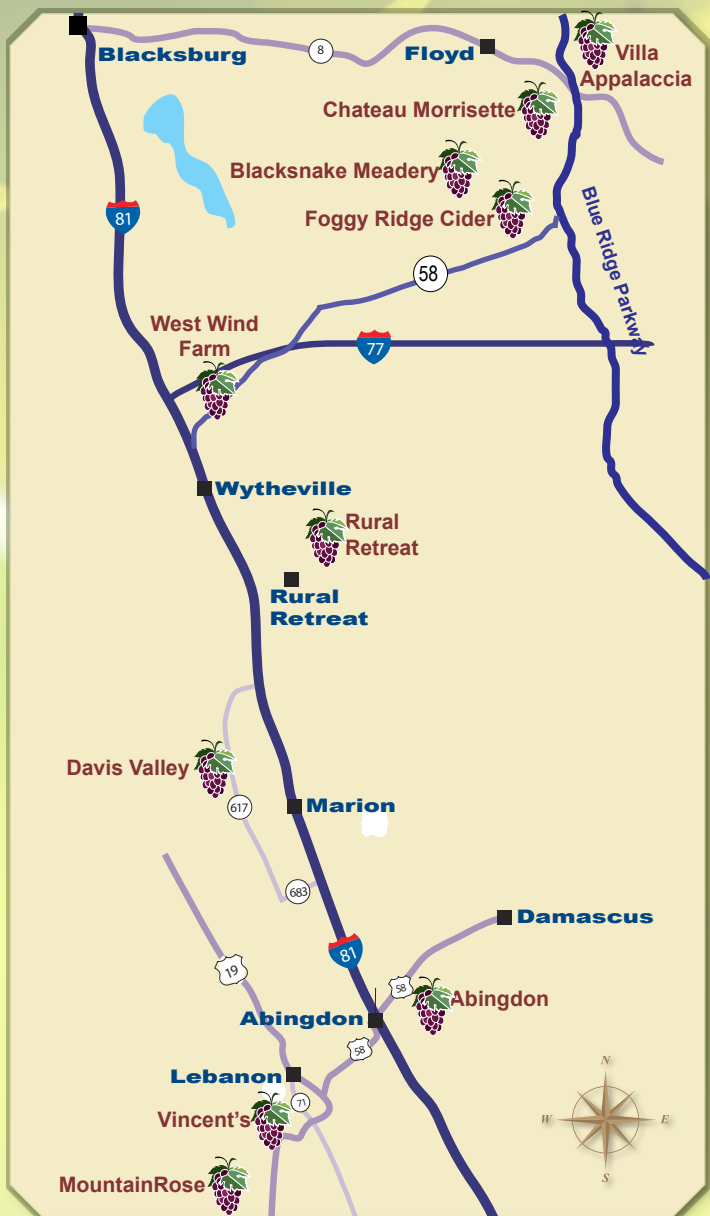 Blacksburg
8
Floyd
Villa
Appalaccia
Chateau Morrisette
Blacksnake Meadery
Foggy Ridge Cider
81
Blue Ridge Parkway
58
West Wind
Farm
77
Wytheville
Rural
Retreat
Rural
Retreat
Davis Valley
617
Marion
683
Damascus
81
19
58
Abingdon
Abingdon
58
Lebanon
71
Vincent's
MountainRose
N
W
E
S